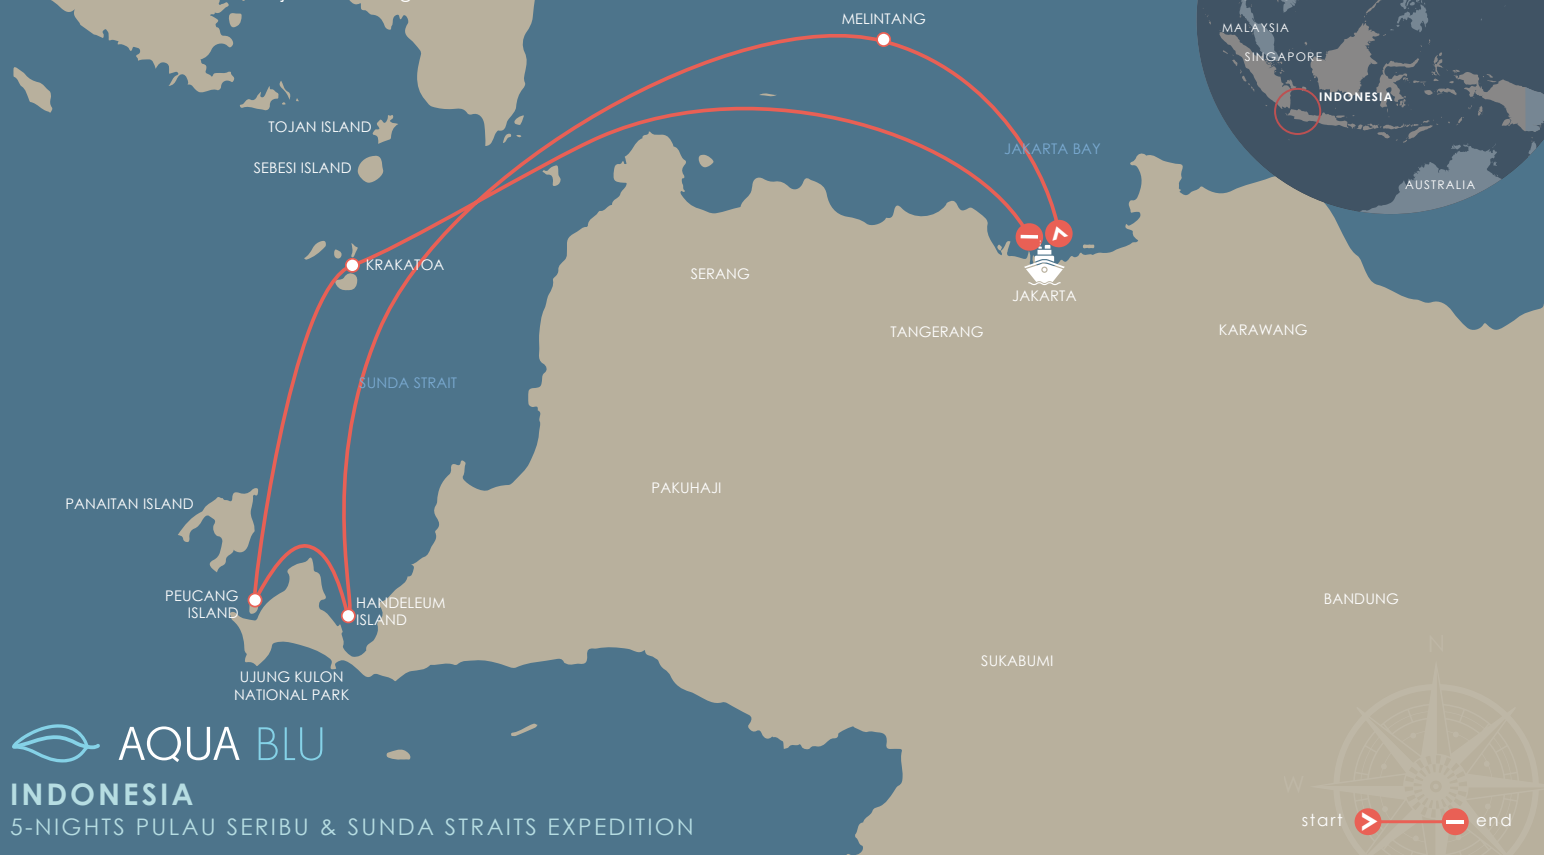 MELINTANG
MALAYSIA
SINGAPORE
INDONESIA
TOJAN ISLAND
JAKARTA BAY
SEBESI ISLAND
AUSTRALIA
KRAKATOA
SERANG
JAKARTA
TANGERANG
KARAWANG
SUNDA STRAIT
PAKUHAJI
PANAITAN ISLAND
PEUCANG
ISLAND
HANDELEUM
ISLAND
BANDUNG
N
SUKABUMI
UJUNG KULON
NATIONAL PARK
AQUA BLU
W
INDONESIA
5-NIGHTS PULAU SERIBU & SUNDA STRAITS EXPEDITION
start
end